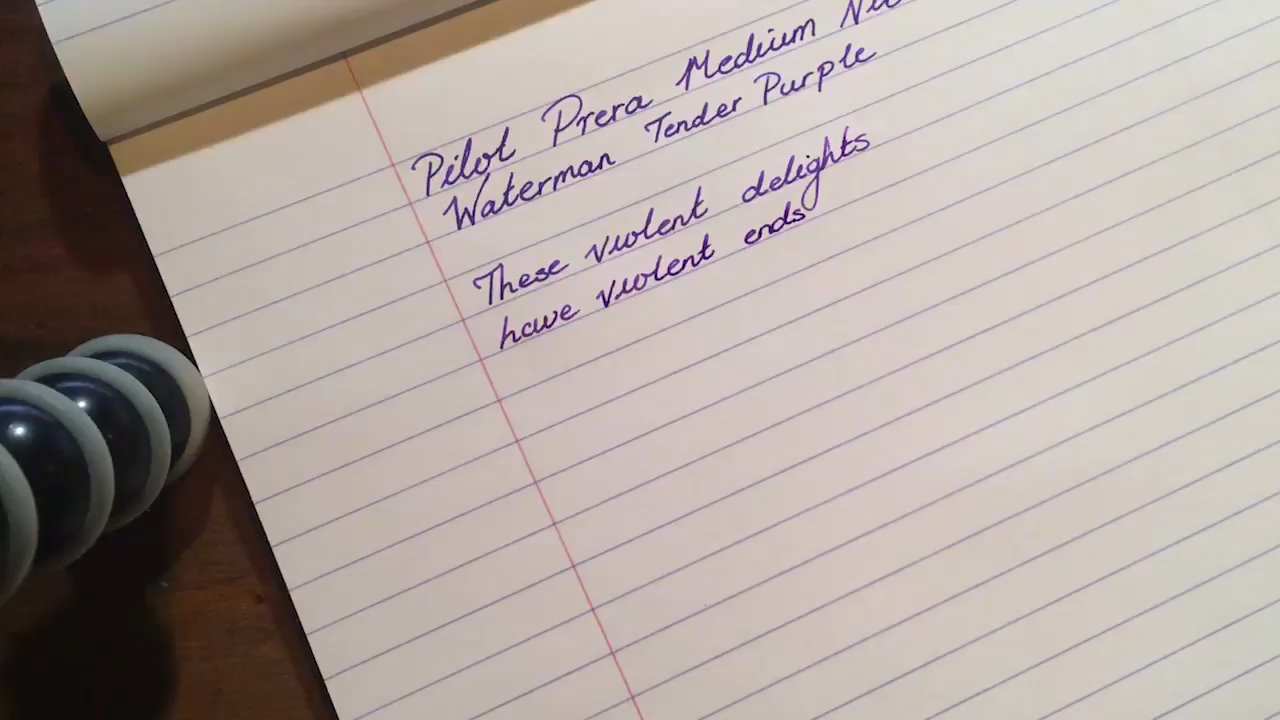 Pilot Prera Medium
Waterman Tender Purple
These violent delights
have violent ends